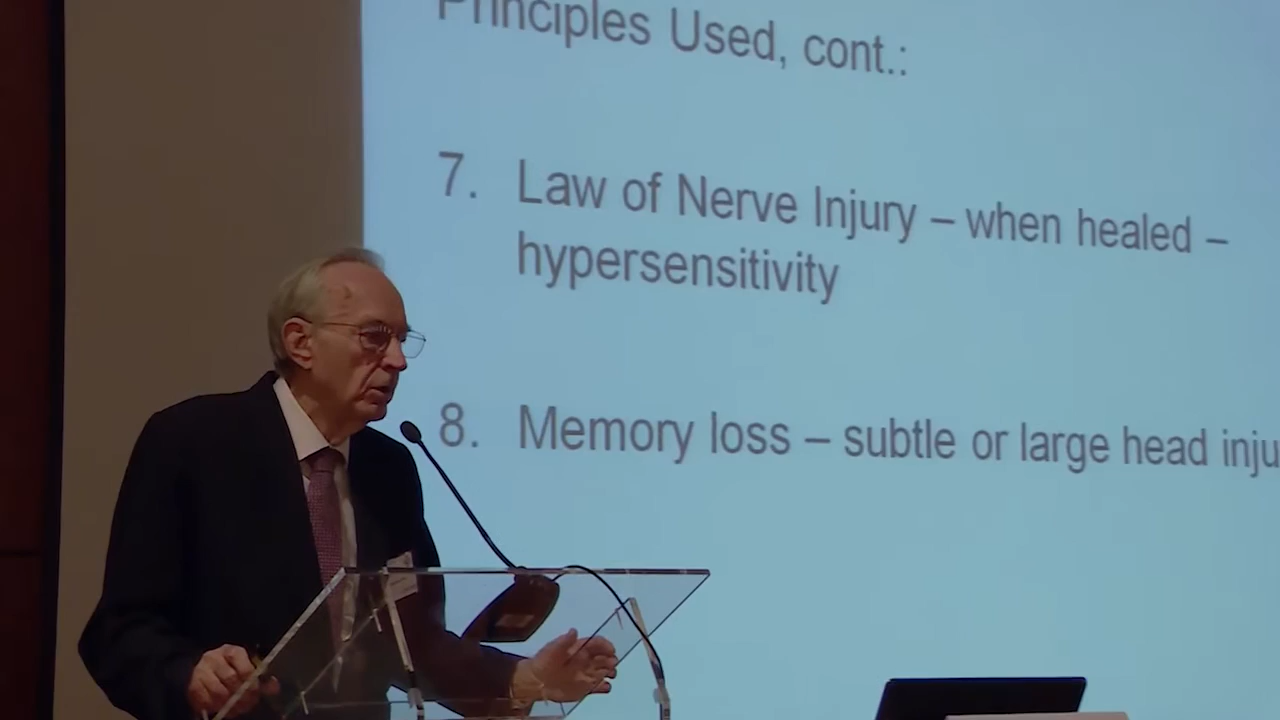 Principles Used, cont.:
7. Law of Nerve Injury – when healed –
hypersensitivity
8. Memory loss – subtle or large head inju